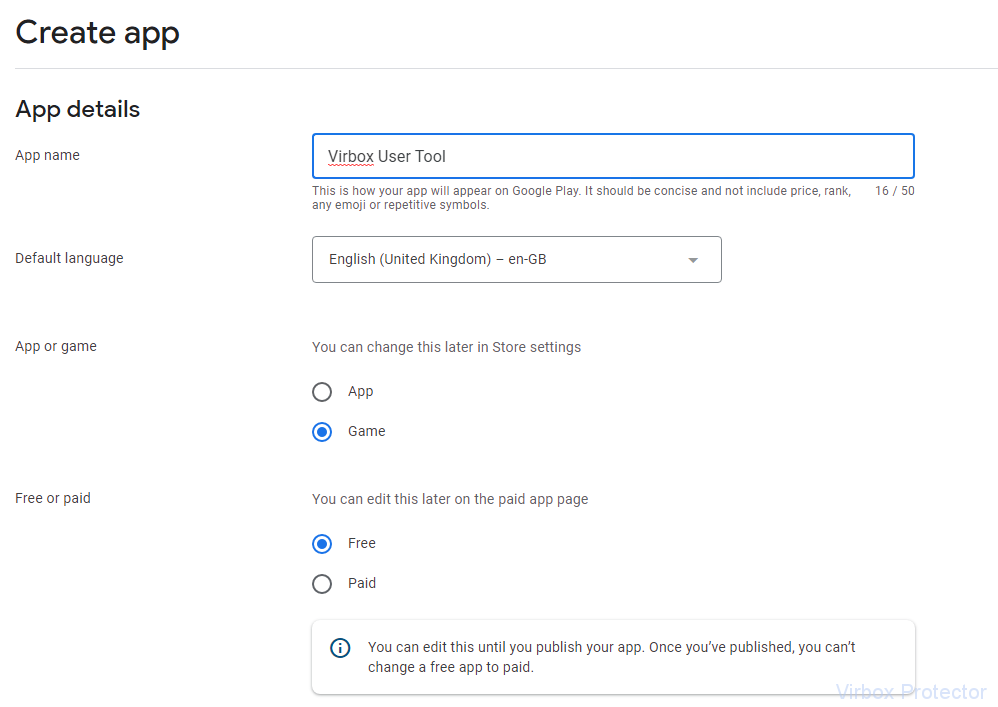 Create app
App details
App name
Virbox User Tool
This is how your app will appear on Google Play. It should be concise and not include price, rank,
any emoji or repetitive symbols.
16 / 50
Default language
English (United Kingdom) – en-GB
App or game
You can change this later in Store settings
App
Game
Free or paid
You can edit this later on the paid app page
Free
Paid
You can edit this until you publish your app. Once you’ve published, you can’t
change a free app to paid.
Virbox Protector